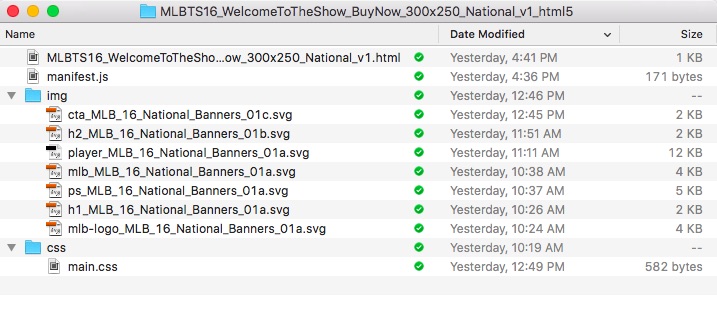 MLBTS16_WelcomeToTheShow_BuyNow_300x250_National_v1_html5
Name Date Modified Size
MLBTS16_WelcomeToTheSho...ow_300x250_National_v1.html Yesterday, 4:41 PM 1 KB
manifest.js Yesterday, 4:36 PM 171 bytes
img Yesterday, 12:46 PM --
cta_MLB_16_National_Banners_01c.svg Yesterday, 12:45 PM 2 KB
h2_MLB_16_National_Banners_01b.svg Yesterday, 11:51 AM 2 KB
player_MLB_16_National_Banners_01a.svg Yesterday, 11:11 AM 12 KB
mlb_MLB_16_National_Banners_01a.svg Yesterday, 10:38 AM 4 KB
ps_MLB_16_National_Banners_01a.svg Yesterday, 10:37 AM 5 KB
h1_MLB_16_National_Banners_01a.svg Yesterday, 10:26 AM 2 KB
mlb-logo_MLB_16_National_Banners_01a.svg Yesterday, 10:24 AM 4 KB
css Yesterday, 10:19 AM --
main.css Yesterday, 12:49 PM 582 bytes